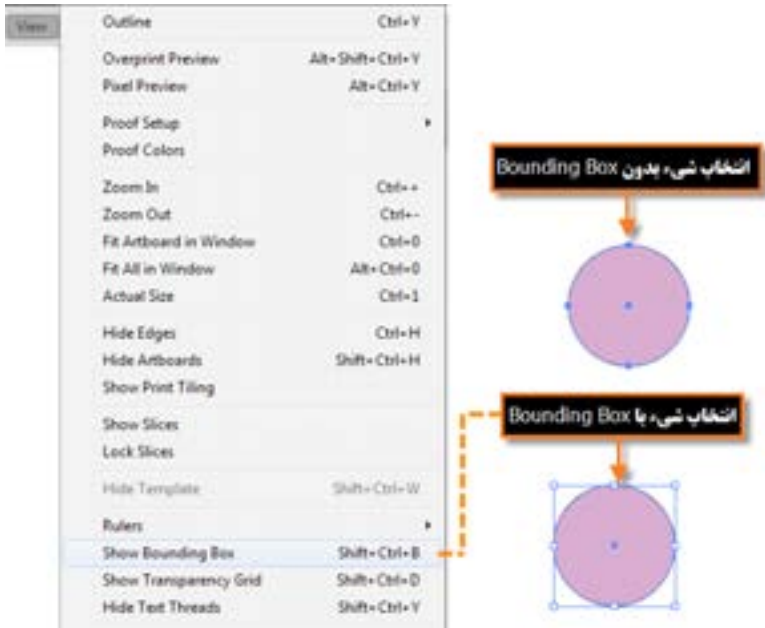 View
Outline Ctrl+Y
Overprint Preview Alt+Shift+Ctrl+Y
Pixel Preview Alt+Ctrl+Y
Proof Setup
Proof Colors
Zoom In Ctrl++
Zoom Out Ctrl+-
Fit Artboard in Window Ctrl+0
Fit All in Window Alt+Ctrl+0
Actual Size Ctrl+1
Hide Edges Ctrl+H
Hide Artboards Shift+Ctrl+H
Show Print Tiling
Show Slices
Lock Slices
Hide Template Shift+Ctrl+W
Rulers
Show Bounding Box Shift+Ctrl+B
Show Transparency Grid Shift+Ctrl+D
Hide Text Threads Shift+Ctrl+Y
انتخاب شیء بدون Bounding Box
انتخاب شیء با Bounding Box